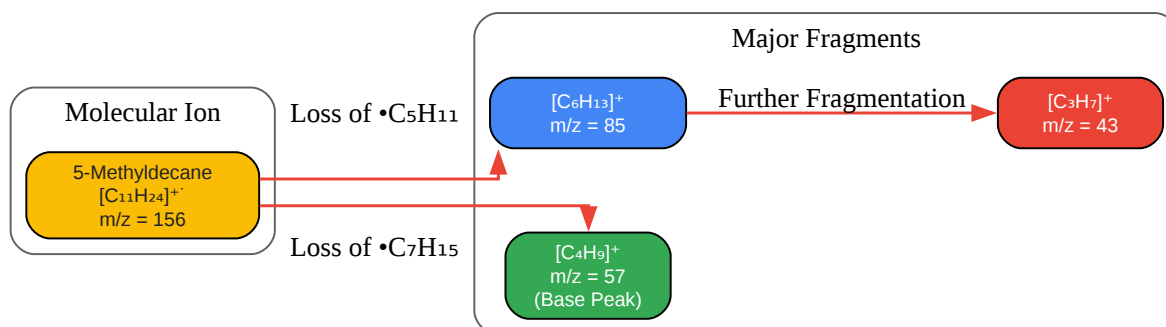 Major Fragments
Molecular Ion
Loss of •C₅H₁₁
[C₆H₁₃]⁺
m/z = 85
Further Fragmentation
[C₃H₇]⁺
m/z = 43
5-Methyldecane
[C₁₁H₂₄]⁺˙
m/z = 156
Loss of •C₇H₁₅
[C₄H₉]⁺
m/z = 57
(Base Peak)